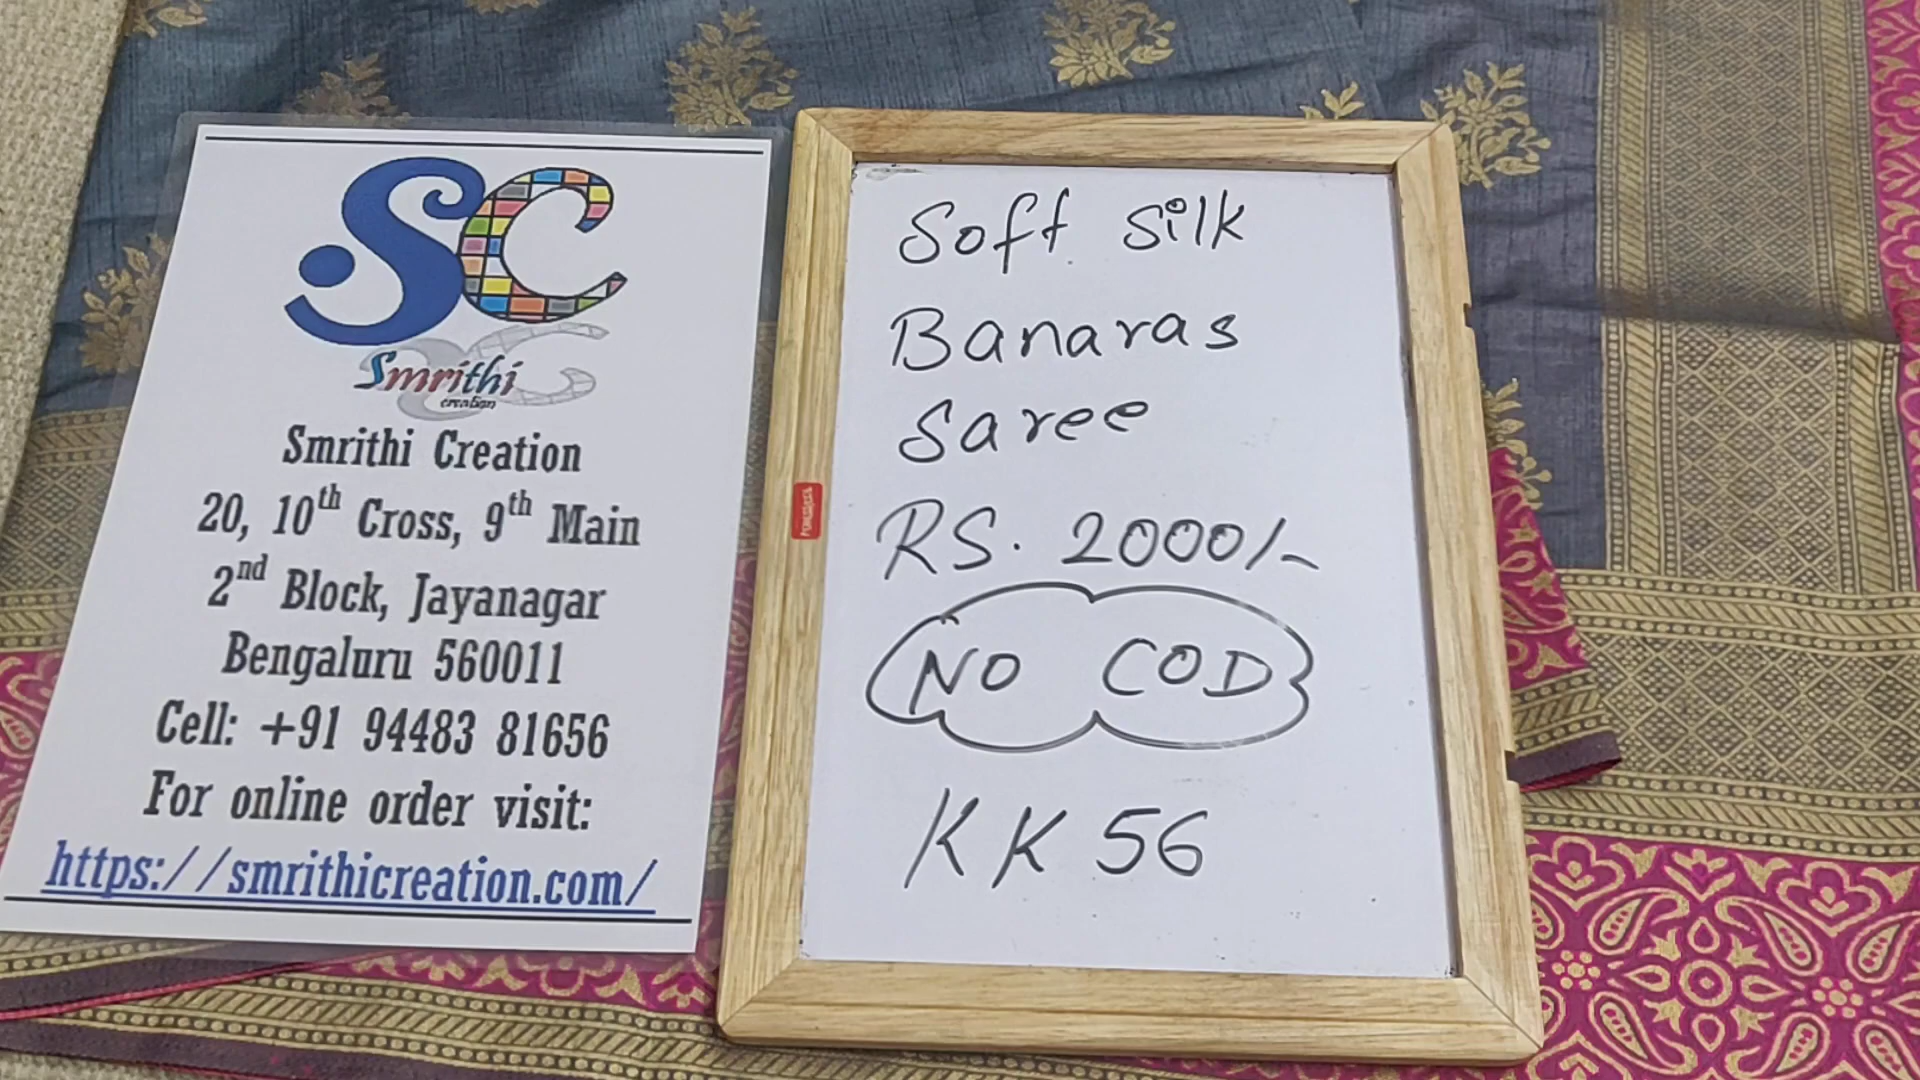 SC
Smrithi
creation
Smrithi Creation
20, 10th Cross, 9th Main
2nd Block, Jayanagar
Bengaluru 560011
Cell: +91 94483 81656
For online order visit:
https://smrithicreation.com/
Soft Silk
Banaras
Saree
RS. 2000/-
NO COD
KK 56